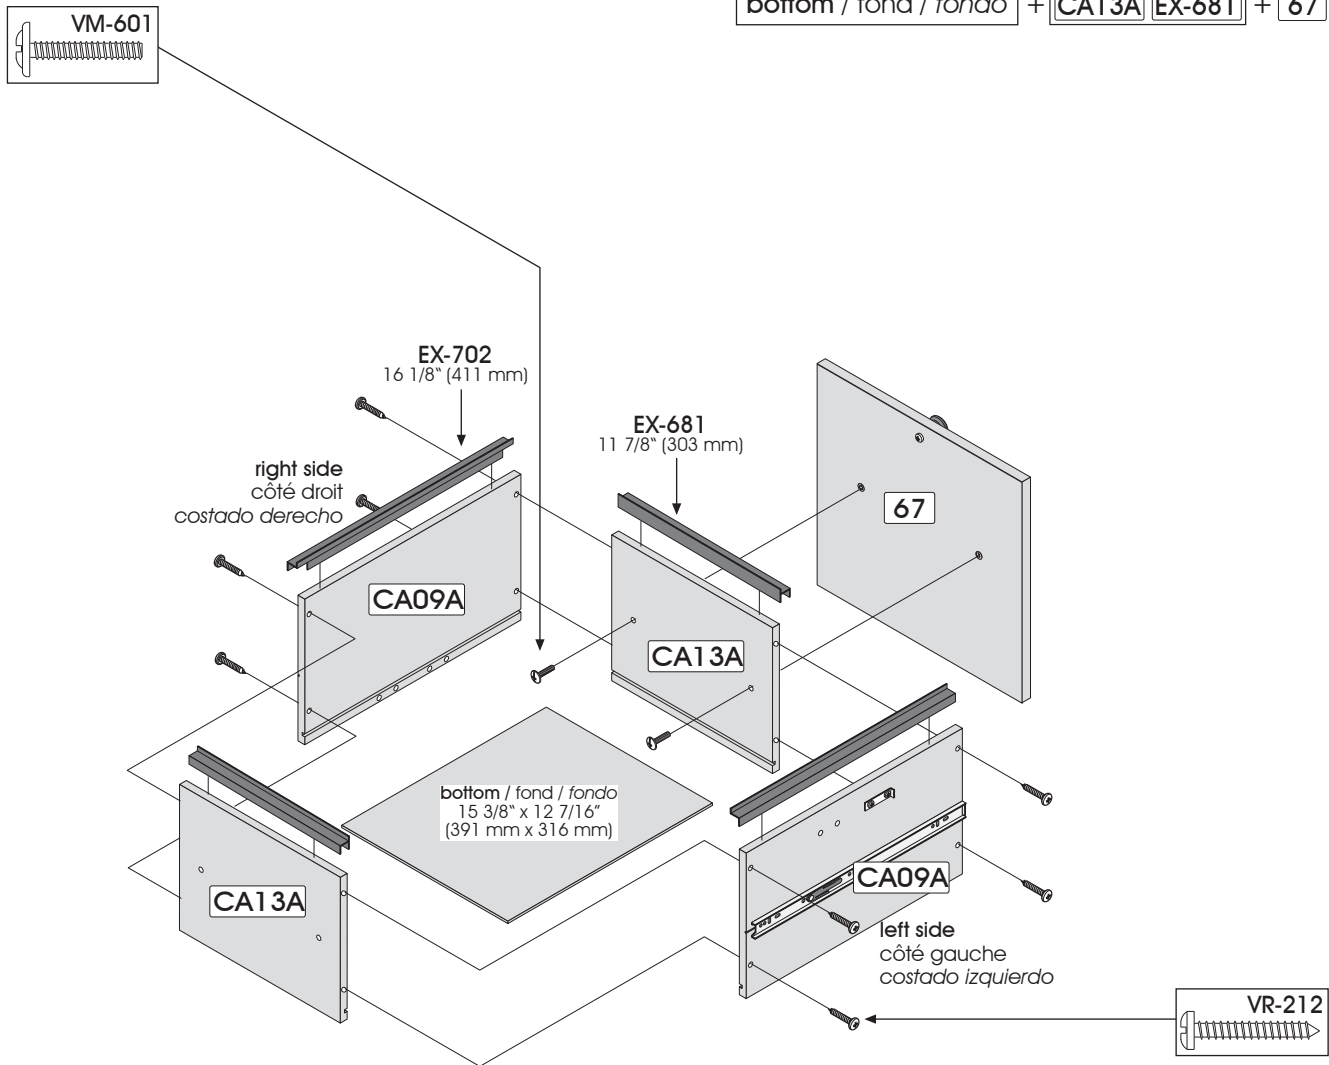 VM-601
bottom / fond / fondo + CA13A EX-681 + 67
EX-702
16 1/8“ (411 mm)
EX-681
11 7/8“ (303 mm)
right side
côté droit
costado derecho
67
CA09A
CA13A
bottom / fond / fondo
15 3/8“ x 12 7/16”
(391 mm x 316 mm)
CA13A
CA09A
left side
côté gauche
costado izquierdo
VR-212